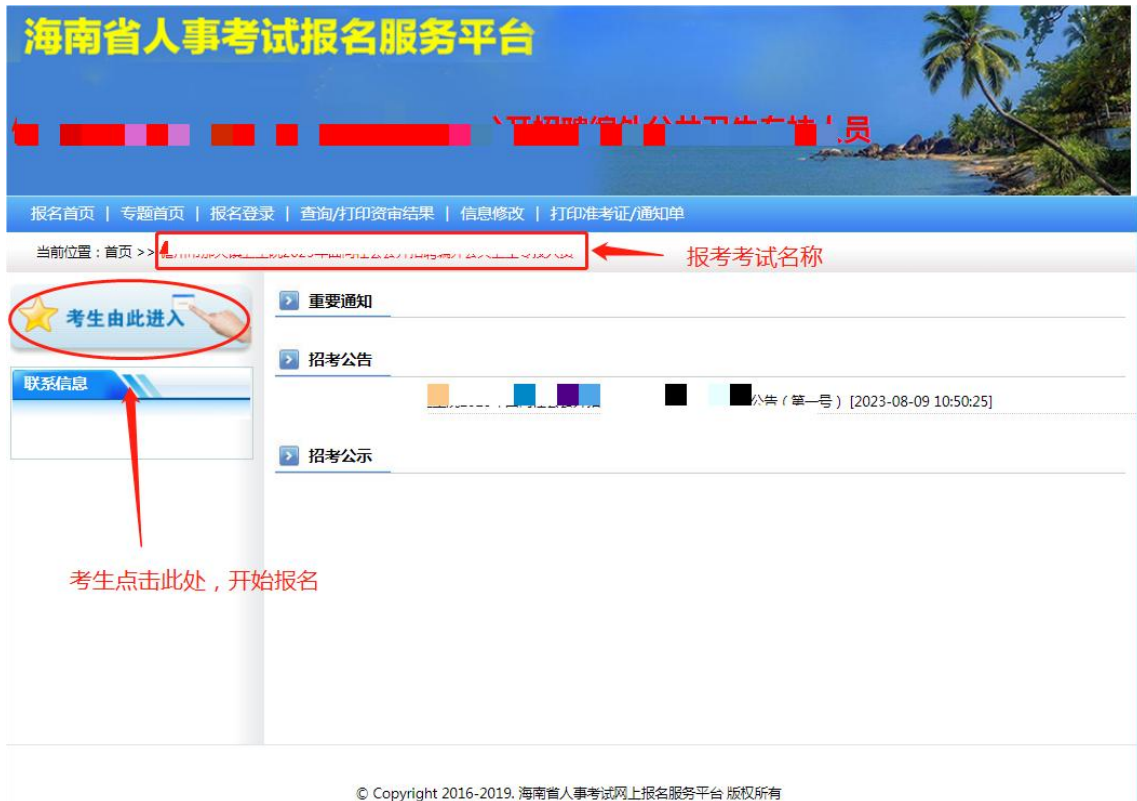 海南省人事考试报名服务平台
员
报名首页 | 专题首页 | 报名登录 | 查询/打印资审结果 | 信息修改 | 打印准考证/通知单
当前位置：首页 >>
报考考试名称
考生由此进入
重要通知
联系信息
招考公告
公告（第一号） [2023-08-09 10:50:25]
招考公示
考生点击此处，开始报名
© Copyright 2016-2019. 海南省人事考试网上报名服务平台 版权所有